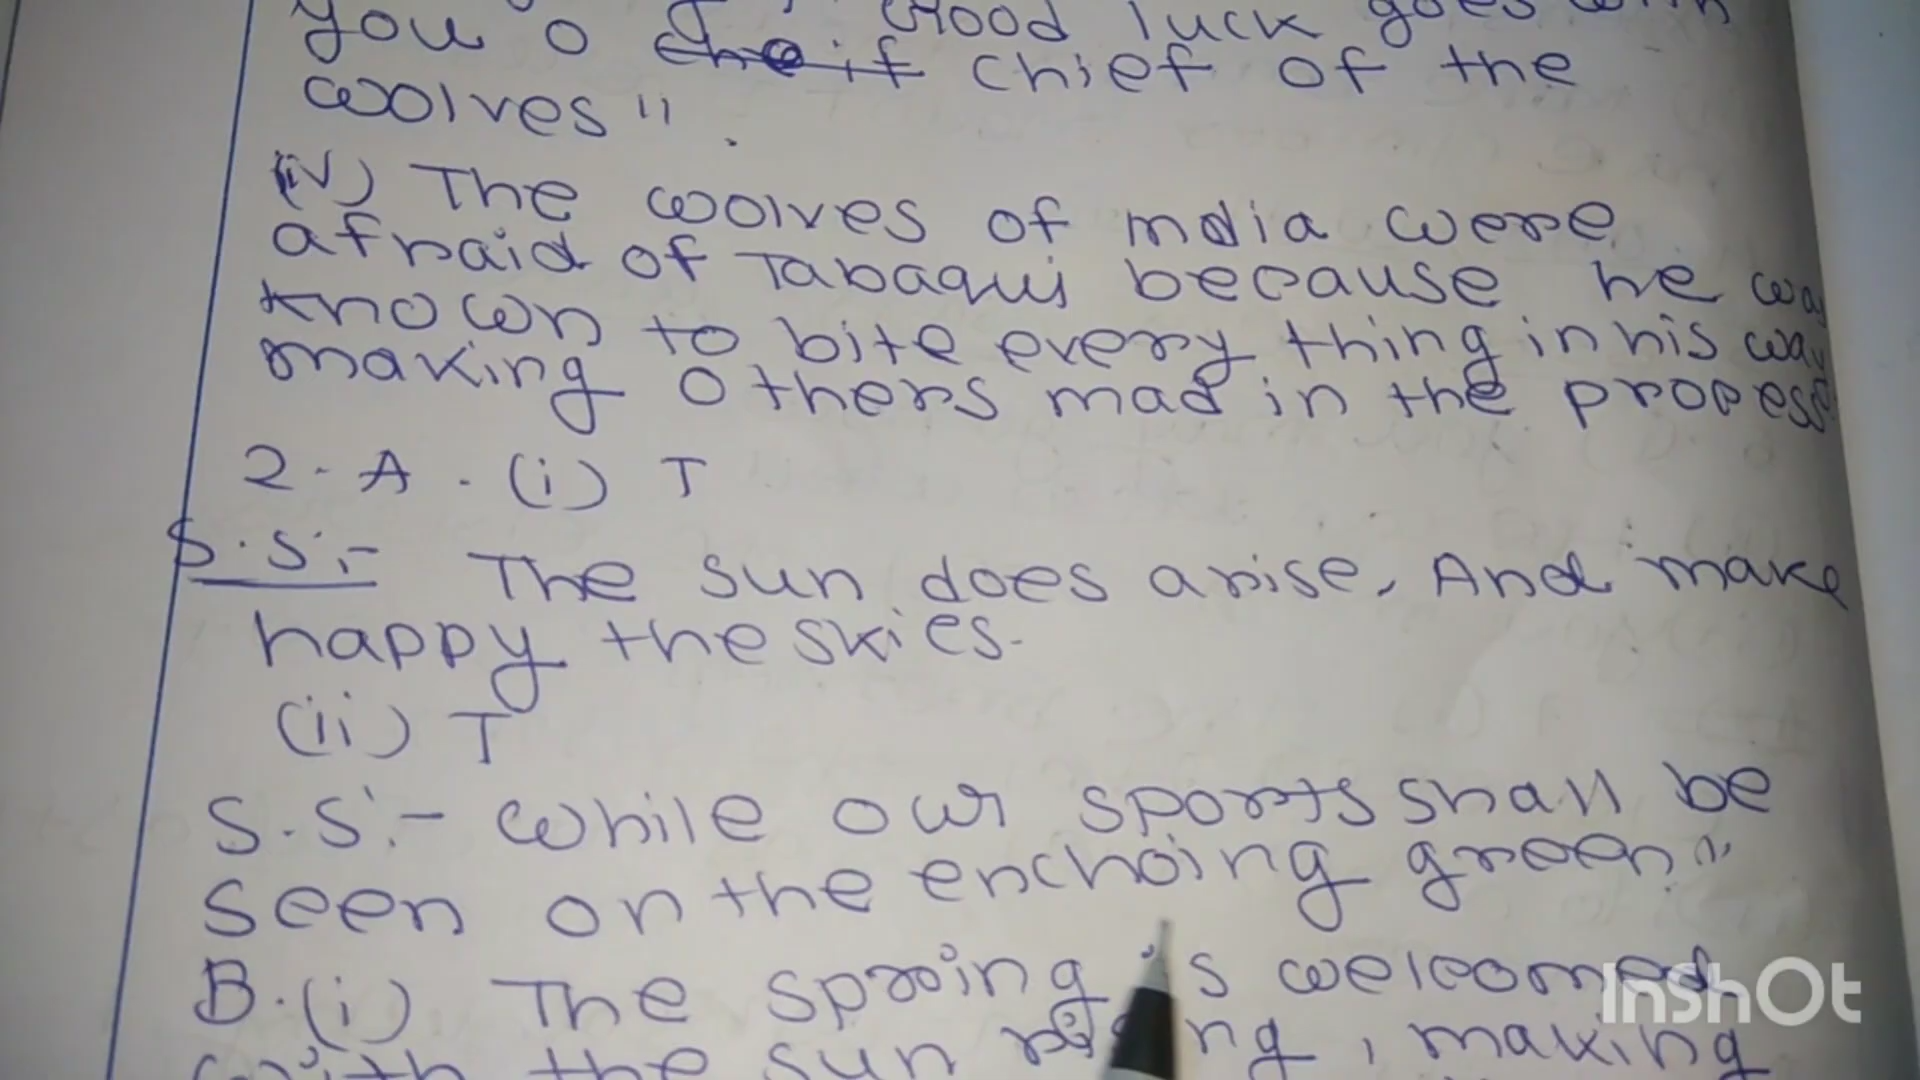 you o cheif chief of the
Good luck goes with
wolves".
(iv) The wolves of india were
afraid of Tabaqui because he was
known to bite every thing in his way
making others mad in the process
2. A. (i) T
S.S:- The sun does arise, And make
happy the skies.
(ii) T
S.S:- While our sports shall be
seen on the enchoing green"
B. (i) The spring is welcomed
with the sun rising, making
InshOt